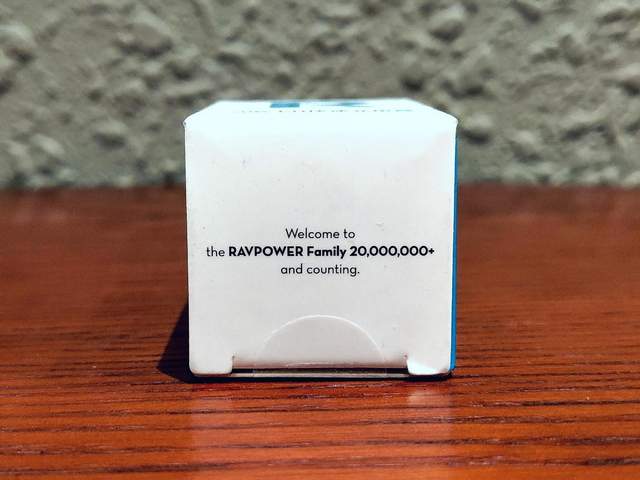 Welcome to
the RAVPOWER Family 20,000,000+
and counting.